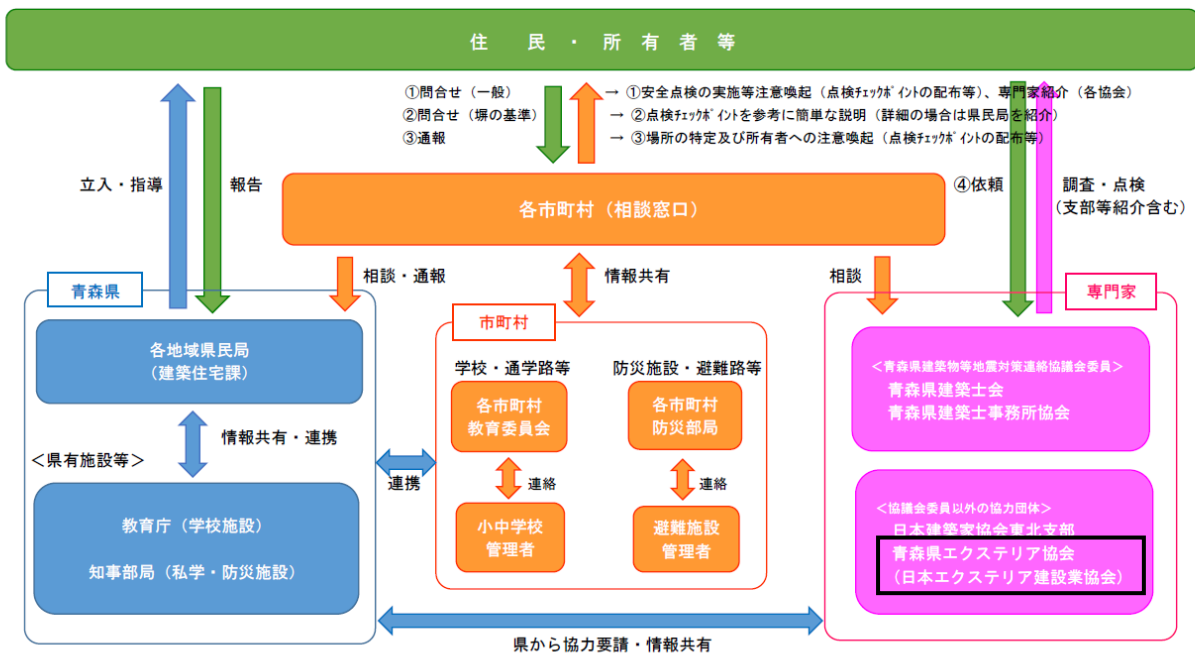 住　民・所有者等
①問合せ（一般）　→ ①安全点検の実施等注意喚起（点検ﾁｪｯｸﾎﾟｲﾝﾄの配布等）、専門家紹介（各協会）
②問合せ（塀の基準）　→ ②点検ﾁｪｯｸﾎﾟｲﾝﾄを参考に簡単な説明（詳細の場合は県民局を紹介）
③通報　→ ③場所の特定及び所有者への注意喚起（点検ﾁｪｯｸﾎﾟｲﾝﾄの配布等）
立入・指導
報告
④依頼
調査・点検
（支部等紹介含む）
各市町村（相談窓口）
相談・通報
情報共有
相談
青森県
各地域県民局
（建築住宅課）
情報共有・連携
＜県有施設等＞
教育庁（学校施設）
知事部局（私学・防災施設）
連携
市町村
学校・通学路等
防災施設・避難路等
各市町村
教育委員会
各市町村
防災部局
連絡
連絡
小中学校
管理者
避難施設
管理者
専門家
＜青森県建築物等地震対策連絡協議会委員＞
青森県建築士会
青森県建築士事務所協会
＜協議会委員以外の協力団体＞
日本建築家協会東北支部
青森県エクステリア協会
（日本エクステリア建設業協会）
県から協力要請・情報共有